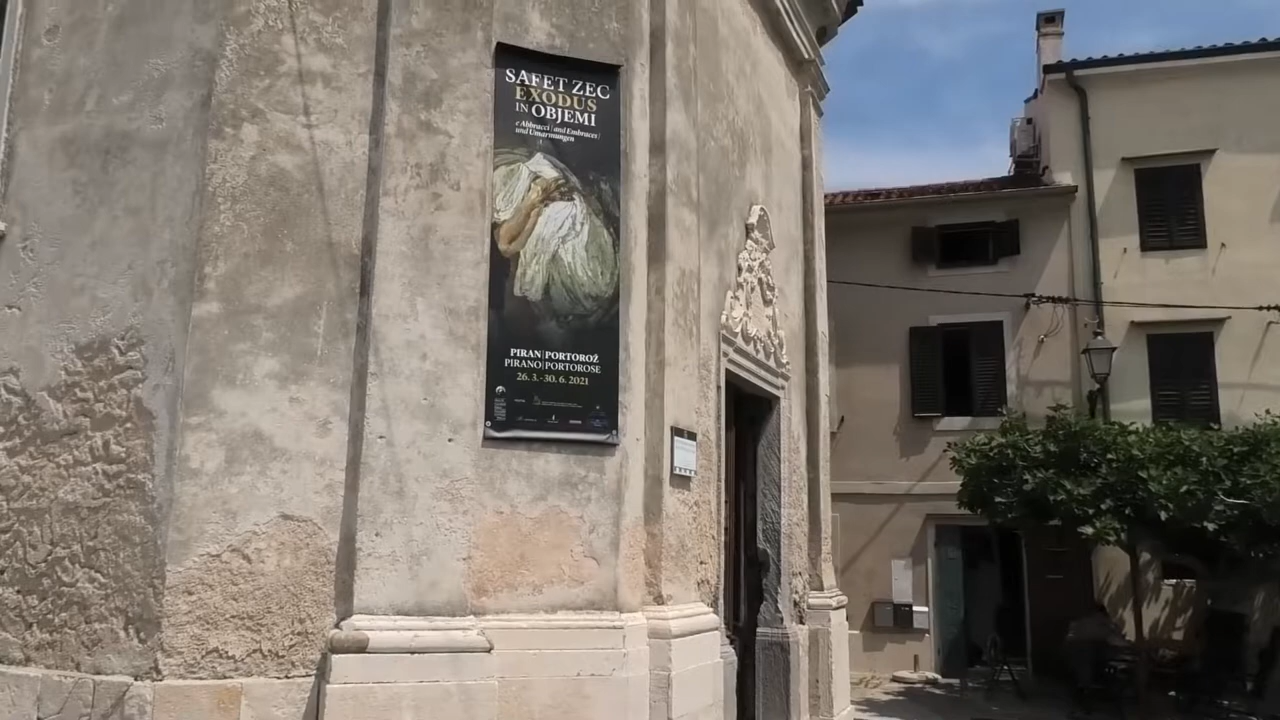 SAFET ZEC
EXODUS
IN OBJEMI
e Abbracci | and Embraces |
und Umarmungen
PIRAN|PORTOROŽ
PIRANO|PORTOROSE
26. 3.-30. 6. 2021